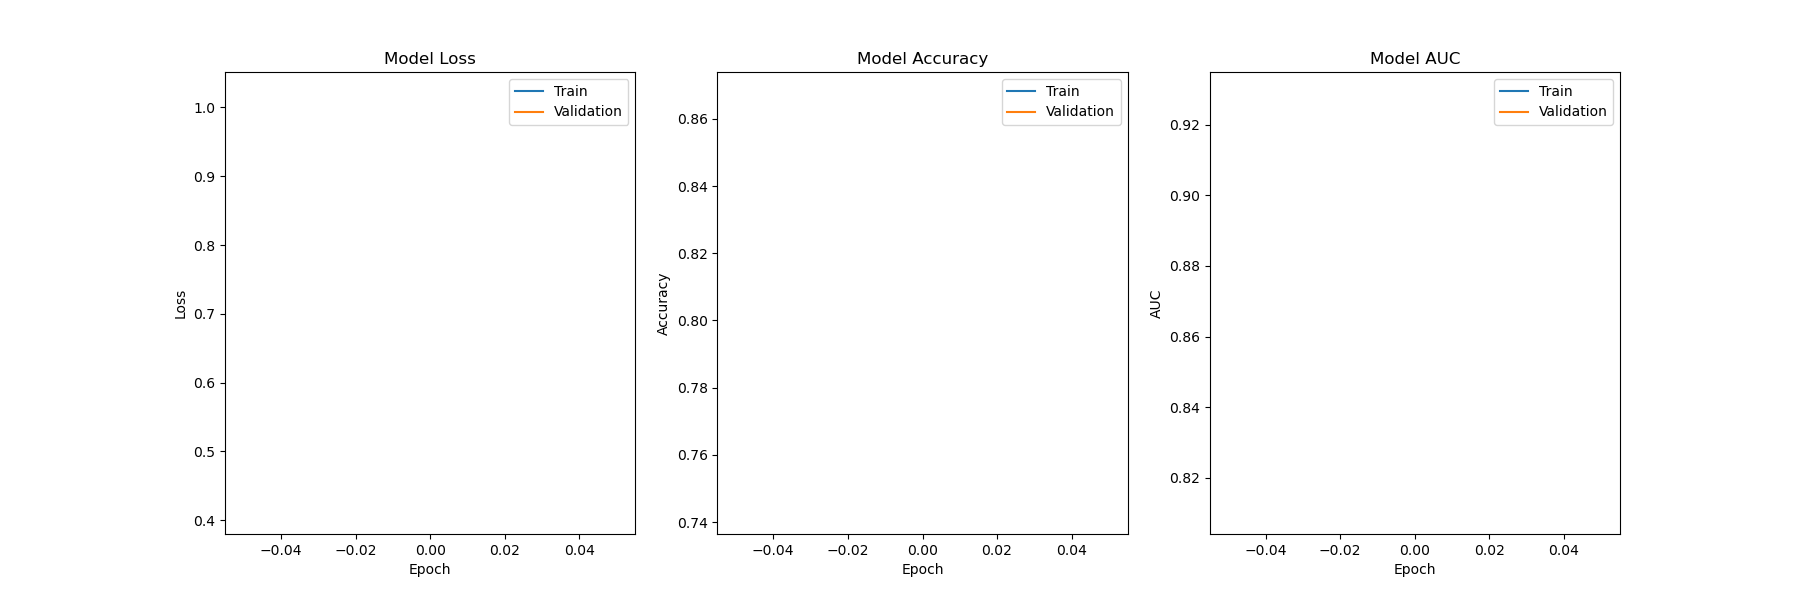 Model Loss
Train
Validation
1.0
0.9
0.8
0.7
0.6
0.5
0.4
Loss
−0.04 −0.02 0.00 0.02 0.04
Epoch
Model Accuracy
Train
Validation
0.86
0.84
0.82
0.80
0.78
0.76
0.74
Accuracy
−0.04 −0.02 0.00 0.02 0.04
Epoch
Model AUC
Train
Validation
0.92
0.90
0.88
0.86
0.84
0.82
AUC
−0.04 −0.02 0.00 0.02 0.04
Epoch